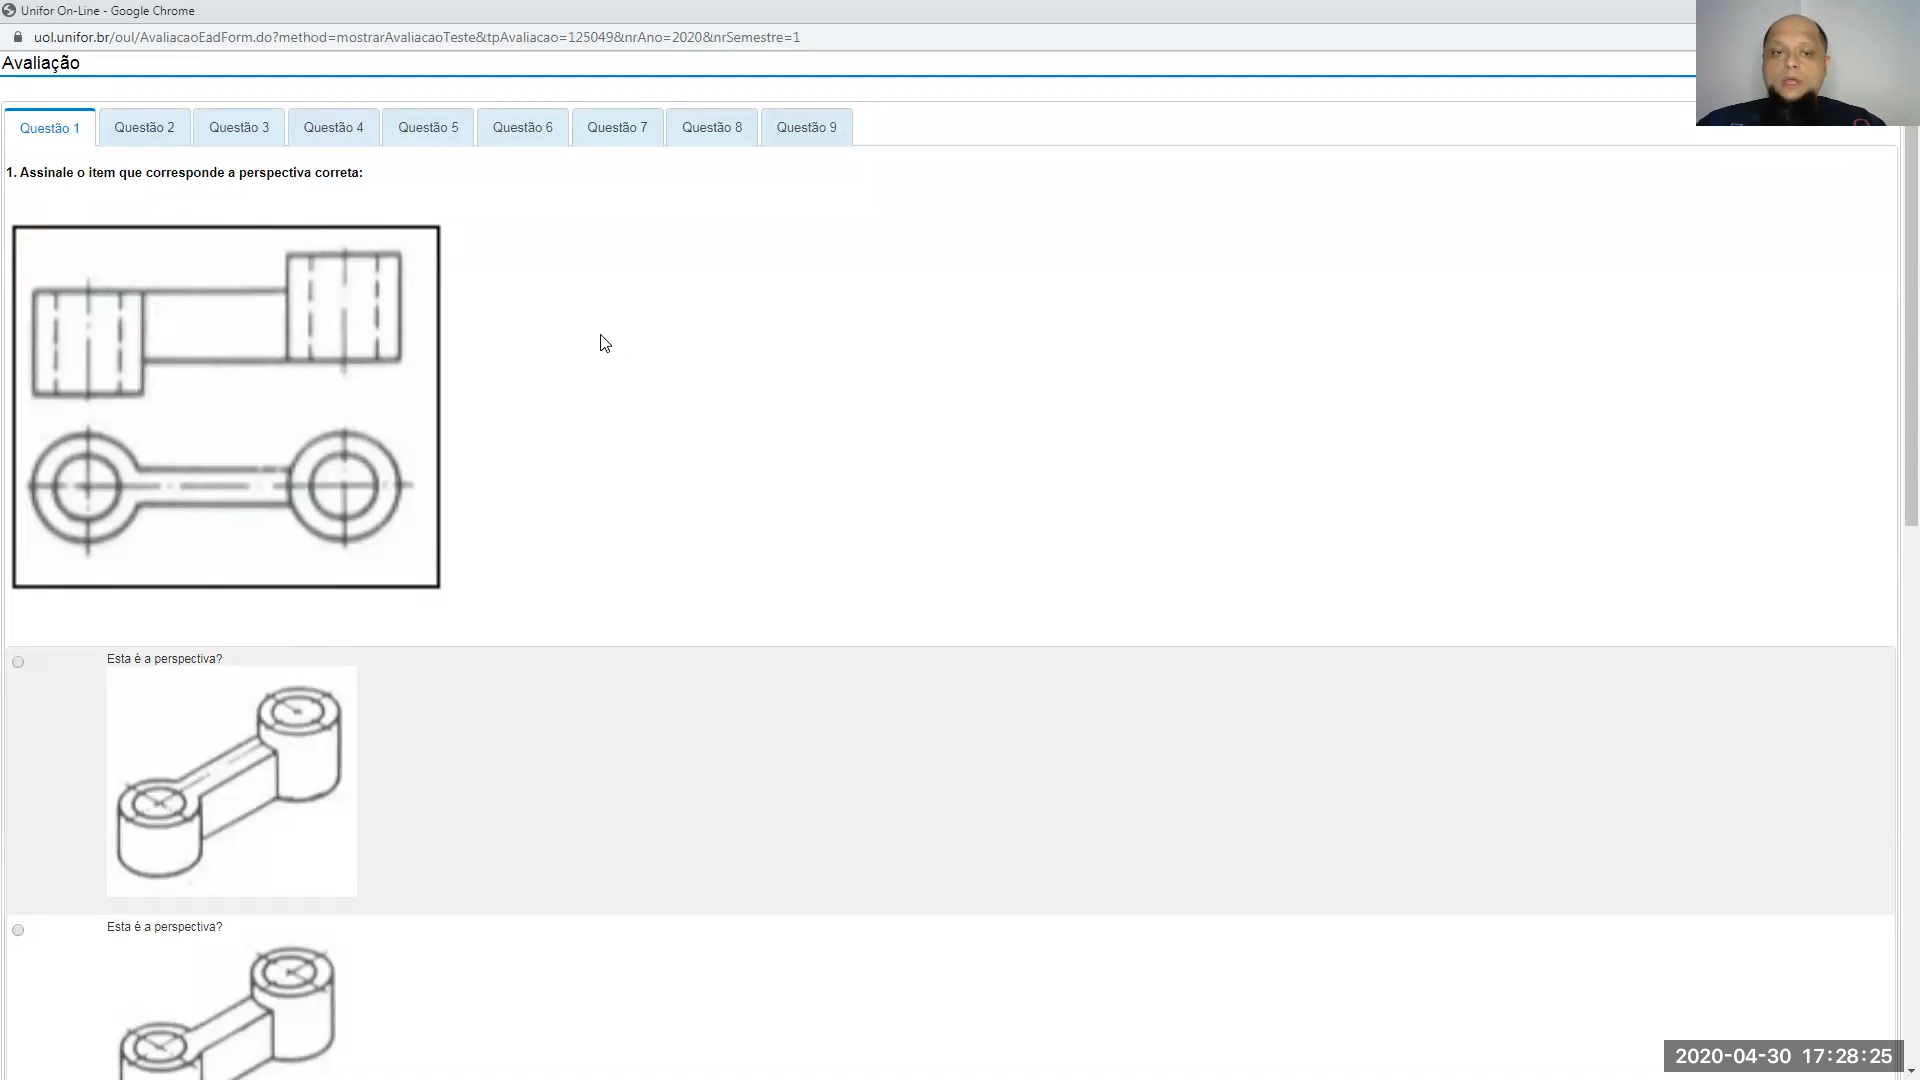 Unifor On-Line - Google Chrome
uol.unifor.br/oul/AvaliacaoEadForm.do?method=mostrarAvaliacaoTeste&tpAvaliacao=125049&nrAno=2020&nrSemestre=1
Avaliação
Questão 1 Questão 2 Questão 3 Questão 4 Questão 5 Questão 6 Questão 7 Questão 8 Questão 9
1. Assinale o item que corresponde a perspectiva correta:
Esta é a perspectiva?
Esta é a perspectiva?
2020-04-30 17:28:25